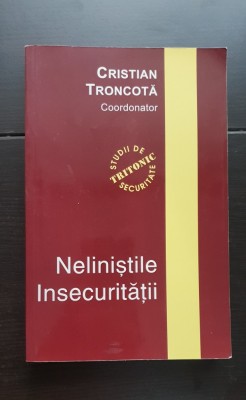 CRISTIAN
TRONCOTĂ
Coordonator
STUDII DE
TRITONIC
SECURITATE
Neliniștile
Insecurității